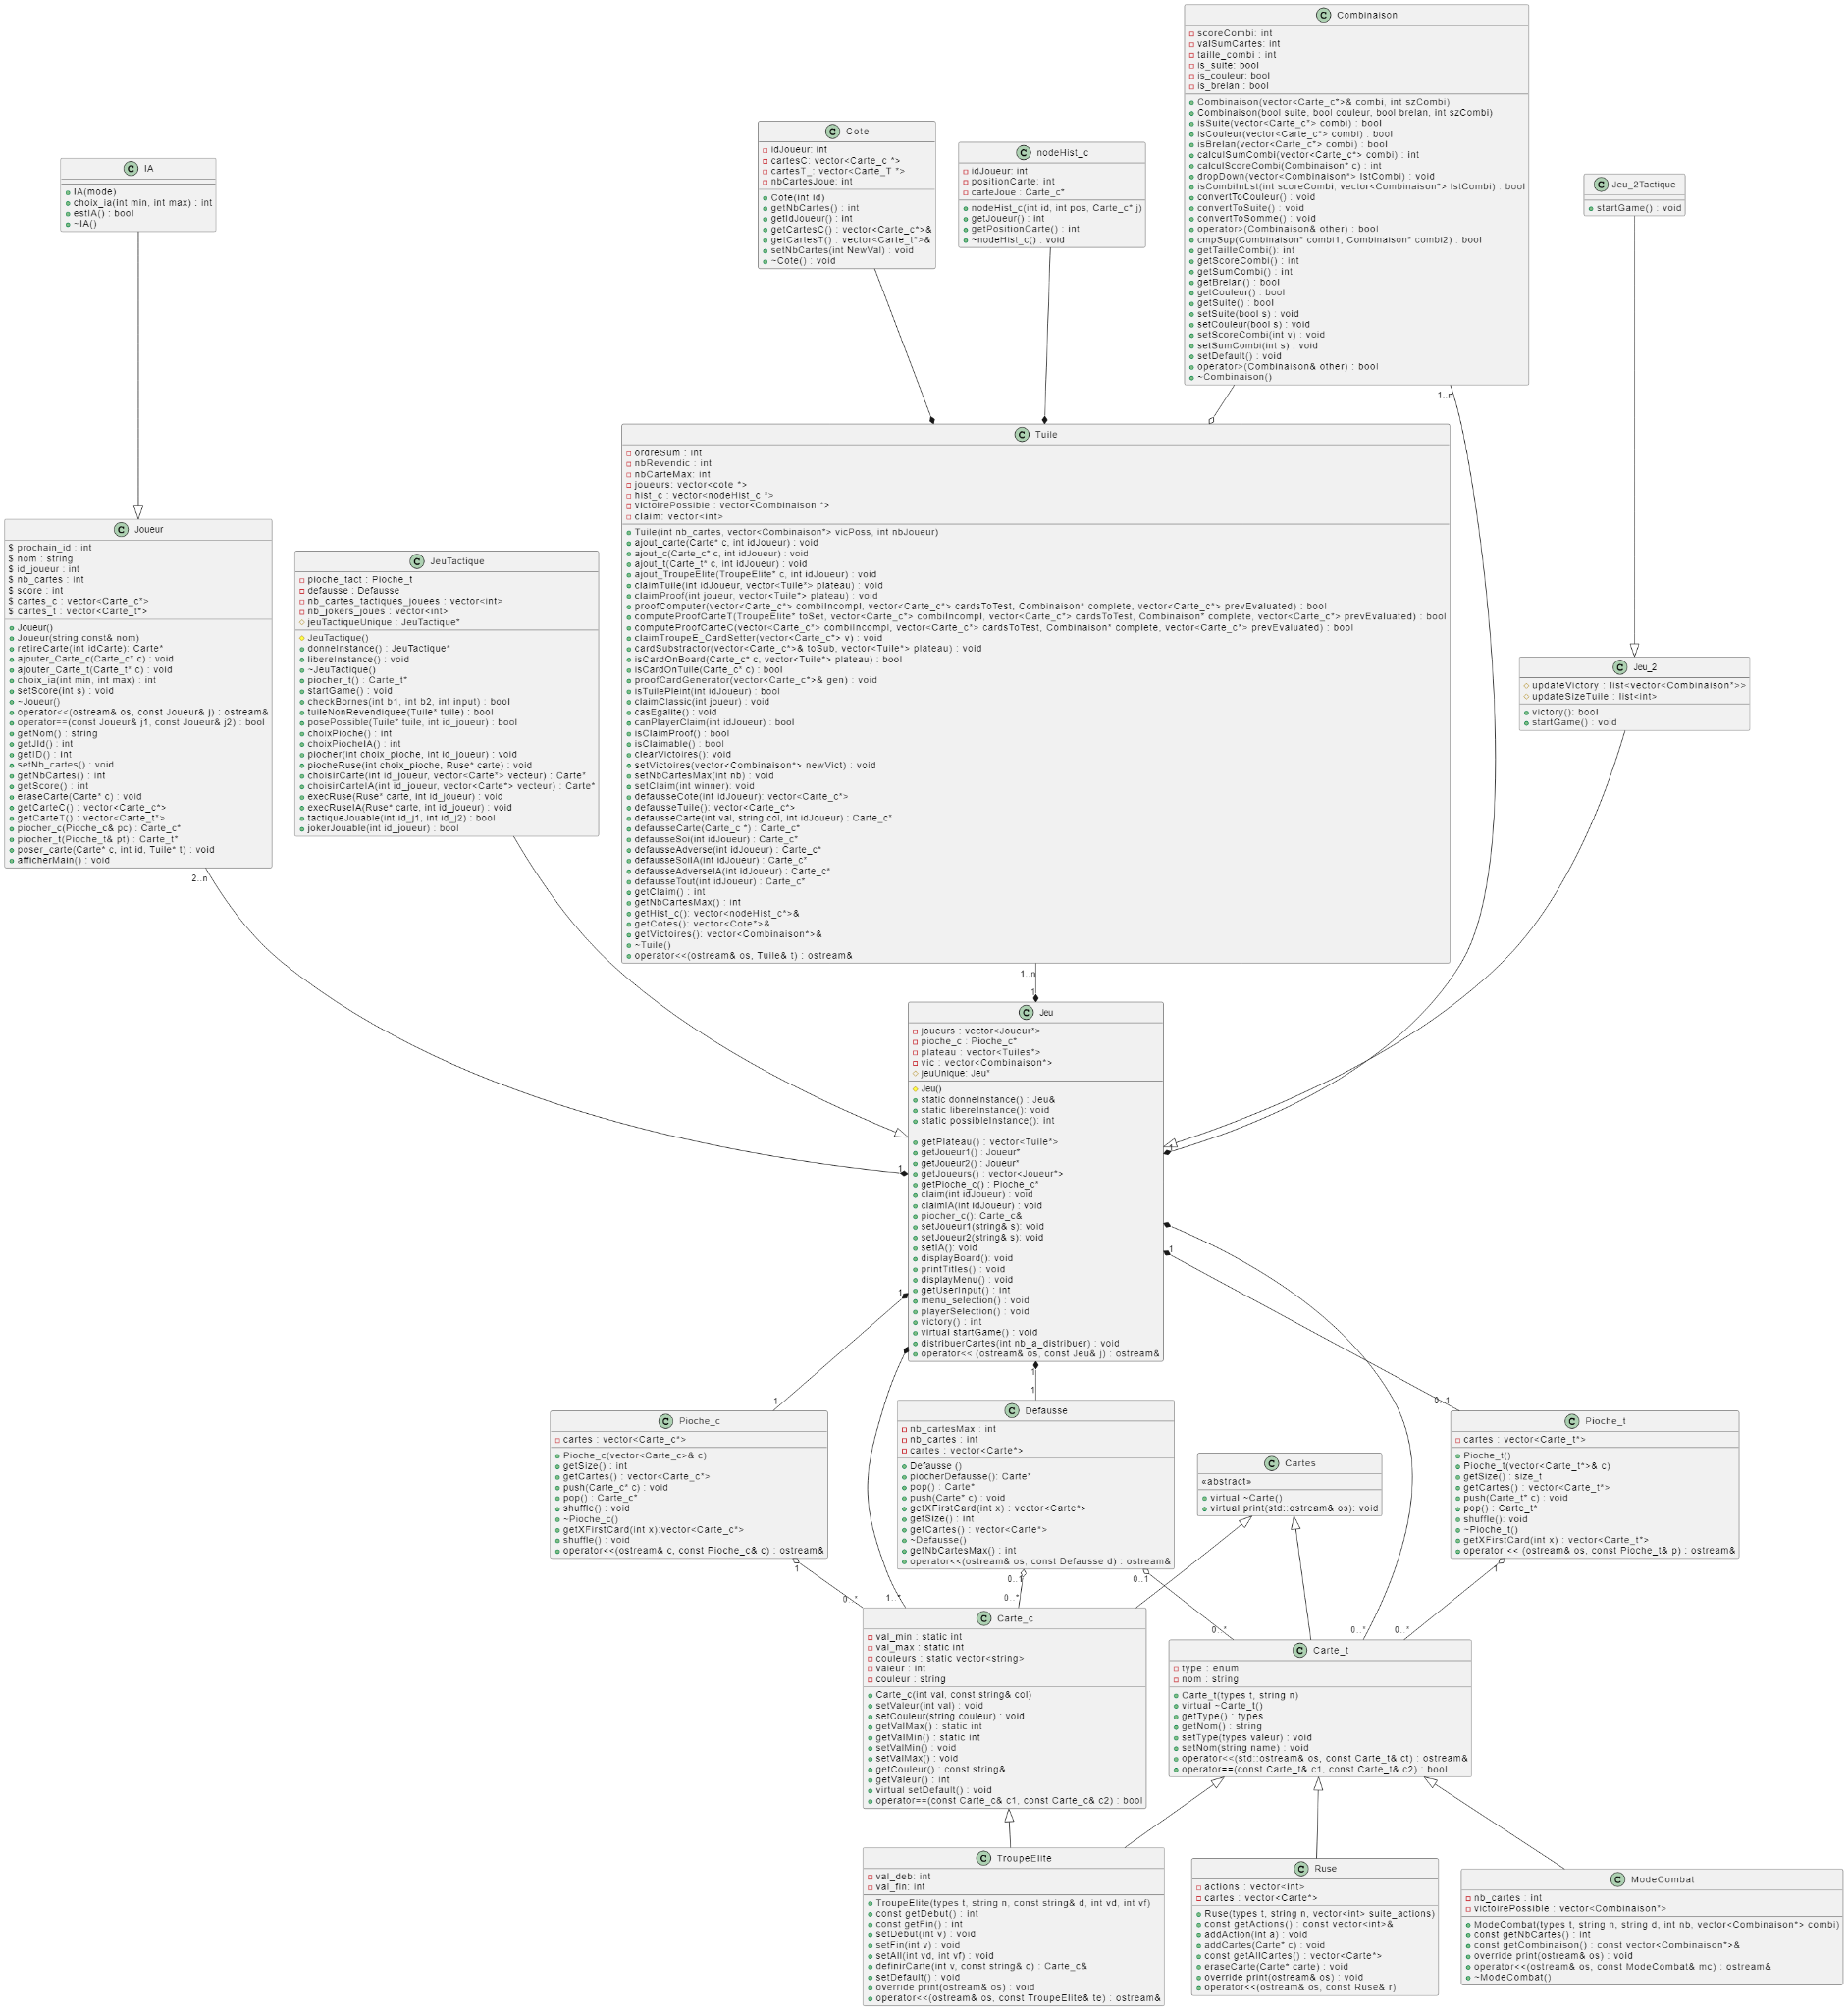 C Combinaison
scoreCombi: int
valSumCartes: int
taille_combi : int
is_suite: bool
is_couleur: bool
is_brelan : bool
Combinaison(vector<Carte_c*>& combi, int szCombi)
Combinaison(bool suite, bool couleur, bool brelan, int szCombi)
isSuite(vector<Carte_c*> combi) : bool
isCouleur(vector<Carte_c*> combi) : bool
isBrelan(vector<Carte_c*> combi) : bool
calculSumCombi(vector<Carte_c*> combi) : int
calculScoreCombi(Combinaison* c) : int
dropDown(vector<Combinaison*> lstCombi) : void
isCombiInLst(int scoreCombi, vector<Combinaison*> lstCombi) : bool
convertToCouleur() : void
convertToSuite() : void
convertToSomme() : void
operator>(Combinaison& other) : bool
cmpSup(Combinaison* combi1, Combinaison* combi2) : bool
getTailleCombi(): int
getScoreCombi() : int
getSumCombi() : int
getBrelan() : bool
getCouleur() : bool
getSuite() : bool
setSuite(bool s) : void
setCouleur(bool s) : void
setScoreCombi(int v) : void
setSumCombi(int s) : void
setDefault() : void
operator>(Combinaison& other) : bool
~Combinaison()
1..n
C Cote
idJoueur: int
cartesC: vector<Carte_c *>
cartesT_: vector<Carte_T *>
nbCartesJoue: int
Cote(int id)
getNbCartes() : int
getIdJoueur() : int
getCartesC() : vector<Carte_c*>&
getCartesT() : vector<Carte_t*>&
setNbCartes(int NewVal) : void
~Cote() : void
C nodeHist_c
idJoueur: int
positionCarte: int
carteJoue : Carte_c*
nodeHist_c(int id, int pos, Carte_c* j)
getJoueur() : int
getPositionCarte() : int
~nodeHist_c() : void
C IA
IA(mode)
choix_ia(int min, int max) : int
estIA() : bool
~IA()
C Jeu_2Tactique
startGame() : void
C Tuile
ordreSum : int
nbRevendic : int
nbCarteMax: int
joueurs: vector<cote *>
hist_c : vector<nodeHist_c *>
victoirePossible : vector<Combinaison *>
claim: vector<int>
Tuile(int nb_cartes, vector<Combinaison*> vicPoss, int nbJoueur)
ajout_carte(Carte* c, int idJoueur) : void
ajout_c(Carte_c* c, int idJoueur) : void
ajout_t(Carte_t* c, int idJoueur) : void
ajout_TroupeElite(TroupeElite* c, int idJoueur) : void
claimTuile(int idJoueur, vector<Tuile*> plateau) : void
claimProof(int joueur, vector<Tuile*> plateau) : void
proofComputer(vector<Carte_c*> combiIncompl, vector<Carte_c*> cardsToTest, Combinaison* complete, vector<Carte_c*> prevEvaluated) : bool
computeProofCarteT(TroupeElite* toSet, vector<Carte_c*> combiIncompl, vector<Carte_c*> cardsToTest, Combinaison* complete, vector<Carte_c*> prevEvaluated) : bool
computeProofCarteC(vector<Carte_c*> combiIncompl, vector<Carte_c*> cardsToTest, Combinaison* complete, vector<Carte_c*> prevEvaluated) : bool
claimTroupeE_CardSetter(vector<Carte_c*> v) : void
cardSubstractor(vector<Carte_c*>& toSub, vector<Tuile*> plateau) : void
isCardOnBoard(Carte_c* c, vector<Tuile*> plateau) : bool
isCardOnTuile(Carte_c* c) : bool
proofCardGenerator(vector<Carte_c*>& gen) : void
isTuilePleint(int idJoueur) : bool
claimClassic(int joueur) : void
casEgalite() : void
canPlayerClaim(int idJoueur) : bool
isClaimProof() : bool
isClaimable() : bool
clearVictoires(): void
setVictoires(vector<Combinaison*> newVict) : void
setNbCartesMax(int nb) : void
setClaim(int winner): void
defausseCote(int idJoueur): vector<Carte_c*>
defausseTuile(): vector<Carte_c*>
defausseCarte(int val, string col, int idJoueur) : Carte_c*
defausseCarte(Carte_c *) : Carte_c*
defausseSoi(int idJoueur) : Carte_c*
defausseAdverse(int idJoueur) : Carte_c*
defausseSoiIA(int idJoueur) : Carte_c*
defausseAdverseIA(int idJoueur) : Carte_c*
defausseTout(int idJoueur) : Carte_c*
getClaim() : int
getNbCartesMax() : int
getHist_c(): vector<nodeHist_c*>&
getCotes(): vector<Cote*>&
getVictoires(): vector<Combinaison*>&
~Tuile()
operator<<(ostream& os, Tuile& t) : ostream&
C Joueur
$ prochain_id : int
$ nom : string
$ id_joueur : int
$ nb_cartes : int
$ score : int
$ cartes_c : vector<Carte_c*>
$ cartes_t : vector<Carte_t*>
Joueur()
Joueur(string const& nom)
retireCarte(int idCarte): Carte*
ajouter_Carte_c(Carte_c* c) : void
ajouter_Carte_t(Carte_t* c) : void
choix_ia(int min, int max) : int
setScore(int s) : void
~Joueur()
operator<<(ostream& os, const Joueur& j) : ostream&
operator==(const Joueur& j1, const Joueur& j2) : bool
getNom() : string
getJId() : int
getID() : int
setNb_cartes() : void
getNbCartes() : int
getScore() : int
eraseCarte(Carte* c) : void
getCarteC() : vector<Carte_c*>
getCarteT() : vector<Carte_t*>
piocher_c(Pioche_c& pc) : Carte_c*
piocher_t(Pioche_t& pt) : Carte_t*
poser_carte(Carte* c, int id, Tuile* t) : void
afficherMain() : void
2..n
C JeuTactique
pioche_tact : Pioche_t
defausse : Defausse
nb_cartes_tactiques_jouees : vector<int>
nb_jokers_joues : vector<int>
jeuTactiqueUnique : JeuTactique*
JeuTactique()
donneInstance() : JeuTactique*
libereInstance() : void
~JeuTactique()
piocher_t() : Carte_t*
startGame() : void
checkBornes(int b1, int b2, int input) : bool
tuileNonRevendiquee(Tuile* tuile) : bool
posePossible(Tuile* tuile, int id_joueur) : bool
choixPioche() : int
choixPiocheIA() : int
piocher(int choix_pioche, int id_joueur) : void
piocheRuse(int choix_pioche, Ruse* carte) : void
choisirCarte(int id_joueur, vector<Carte*> vecteur) : Carte*
choisirCarteIA(int id_joueur, vector<Carte*> vecteur) : Carte*
execRuse(Ruse* carte, int id_joueur) : void
execRuseIA(Ruse* carte, int id_joueur) : void
tactiqueJouable(int id_j1, int id_j2) : bool
jokerJouable(int id_joueur) : bool
C Jeu_2
updateVictory : list<vector<Combinaison*>>
updateSizeTuile : list<int>
victory(): bool
startGame() : void
1..n
1
C Jeu
joueurs : vector<Joueur*>
pioche_c : Pioche_c*
plateau : vector<Tuiles*>
vic : vector<Combinaison*>
jeuUnique: Jeu*
Jeu()
static donneInstance() : Jeu&
static libereInstance(): void
static possibleInstance(): int
getPlateau() : vector<Tuile*>
getJoueur1() : Joueur*
getJoueur2() : Joueur*
getJoueurs() : vector<Joueur*>
getPioche_c() : Pioche_c*
claim(int idJoueur) : void
claimIA(int idJoueur) : void
piocher_c(): Carte_c&
setJoueur1(string& s): void
setJoueur2(string& s): void
setIA(): void
displayBoard(): void
printTitles() : void
displayMenu() : void
getUserInput() : int
menu_selection() : void
playerSelection() : void
victory() : int
virtual startGame() : void
distribuerCartes(int nb_a_distribuer) : void
operator<< (ostream& os, const Jeu& j) : ostream&
1
1
1
1
1
1
1
0..1
C Pioche_c
cartes : vector<Carte_c*>
Pioche_c(vector<Carte_c>& c)
getSize() : int
getCartes() : vector<Carte_c*>
push(Carte_c* c) : void
pop() : Carte_c*
shuffle() : void
~Pioche_c()
getXFirstCard(int x):vector<Carte_c*>
shuffle() : void
operator<<(ostream& c, const Pioche_c& c) : ostream&
1
C Defausse
nb_cartesMax : int
nb_cartes : int
cartes : vector<Carte*>
Defausse ()
piocherDefausse(): Carte*
pop() : Carte*
push(Carte* c) : void
getXFirstCard(int x) : vector<Carte*>
getSize() : int
getCartes() : vector<Carte*>
~Defausse()
getNbCartesMax() : int
operator<<(ostream& os, const Defausse d) : ostream&
0..1
0..1
C Cartes
«abstract»
virtual ~Carte()
virtual print(std::ostream& os): void
C Pioche_t
cartes : vector<Carte_t*>
Pioche_t()
Pioche_t(vector<Carte_t*>& c)
getSize() : size_t
getCartes() : vector<Carte_t*>
push(Carte_t* c) : void
pop() : Carte_t*
shuffle(): void
~Pioche_t()
getXFirstCard(int x) : vector<Carte_t*>
operator << (ostream& os, const Pioche_t& p) : ostream&
1
0..*
1..*
0..*
0..*
0..*
0..*
C Carte_c
val_min : static int
val_max : static int
couleurs : static vector<string>
valeur : int
couleur : string
Carte_c(int val, const string& col)
setValeur(int val) : void
setCouleur(string couleur) : void
getValMax() : static int
getValMin() : static int
setValMin() : void
setValMax() : void
getCouleur() : const string&
getValeur() : int
virtual setDefault() : void
operator==(const Carte_c& c1, const Carte_c& c2) : bool
C Carte_t
type : enum
nom : string
Carte_t(types t, string n)
virtual ~Carte_t()
getType() : types
getNom() : string
setType(types valeur) : void
setNom(string name) : void
operator<<(std::ostream& os, const Carte_t& ct) : ostream&
operator==(const Carte_t& c1, const Carte_t& c2) : bool
C TroupeElite
val_deb: int
val_fin: int
TroupeElite(types t, string n, const string& d, int vd, int vf)
const getDebut() : int
const getFin() : int
setDebut(int v) : void
setFin(int v) : void
setAll(int vd, int vf) : void
definirCarte(int v, const string& c) : Carte_c&
setDefault() : void
override print(ostream& os) : void
operator<<(ostream& os, const TroupeElite& te) : ostream&
C Ruse
actions : vector<int>
cartes : vector<Carte*>
Ruse(types t, string n, vector<int> suite_actions)
const getActions() : const vector<int>&
addAction(int a) : void
addCartes(Carte* c) : void
const getAllCartes() : vector<Carte*>
eraseCarte(Carte* carte) : void
override print(ostream& os) : void
operator<<(ostream& os, const Ruse& r)
C ModeCombat
nb_cartes : int
victoirePossible : vector<Combinaison*>
ModeCombat(types t, string n, string d, int nb, vector<Combinaison*> combi)
const getNbCartes() : int
const getCombinaison() : const vector<Combinaison*>&
override print(ostream& os) : void
operator<<(ostream& os, const ModeCombat& mc) : ostream&
~ModeCombat()